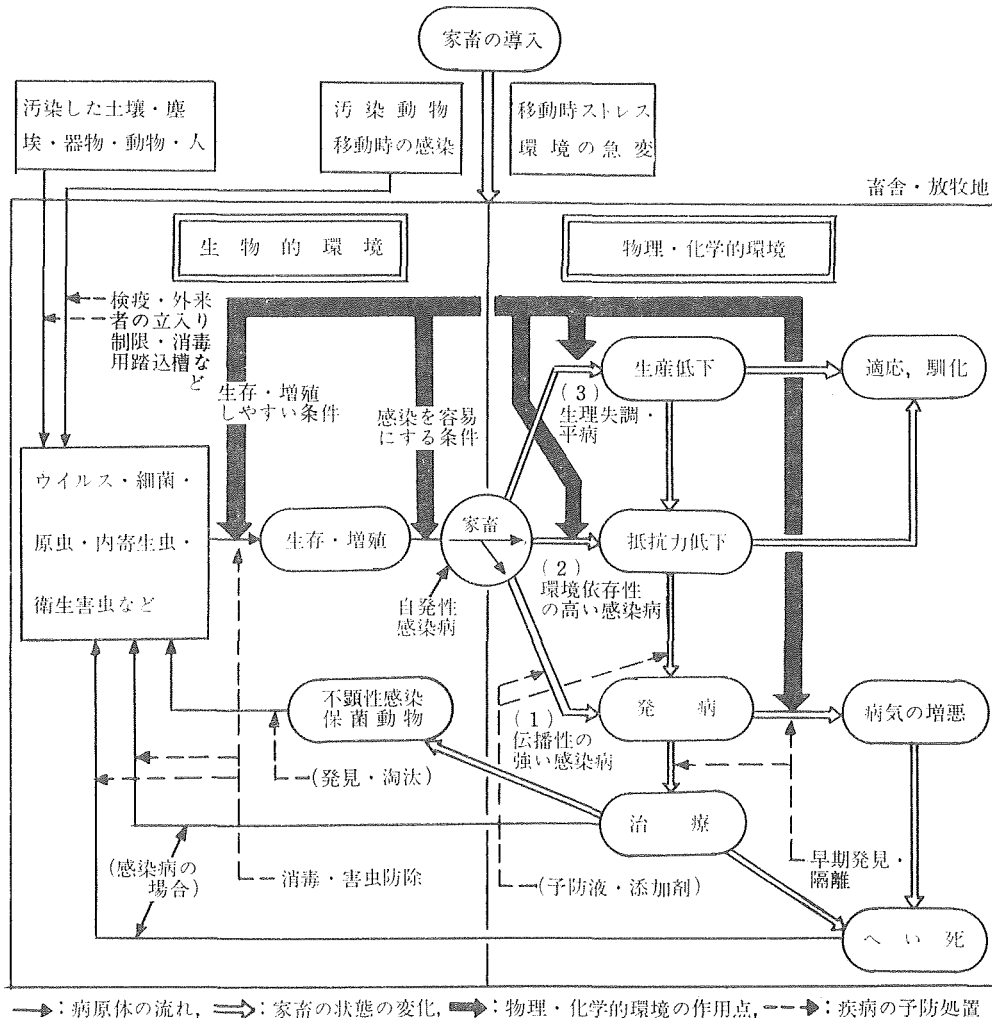 家畜の導入
汚染した土壌・塵
埃・器物・動物・人
汚染動物
移動時の感染
移動時ストレス
環境の急変
畜舎・放牧地
生物的環境
物理・化学的環境
検疫・外来
者の立入り
制限・消毒
用踏込槽な
ど
生存・増殖
しやすい条件
感染を容易
にする条件
生産低下
適応，馴化
(3)
生理失調・
平病
ウイルス・細菌・
原虫・内寄生虫・
衛生害虫など
生存・増殖
家畜
抵抗力低下
(2)
環境依存性
の高い感染病
自発性
感染病
不顕性感染
保菌動物
発病
病気の増悪
(1)
伝播性の
強い感染病
(発見・淘汰)
治療
(感染病の
場合)
消毒・害虫防除
(予防液・添加剤)
早期発見・
隔離
へい死
：病原体の流れ，：家畜の状態の変化，：物理・化学的環境の作用点，：疾病の予防処置